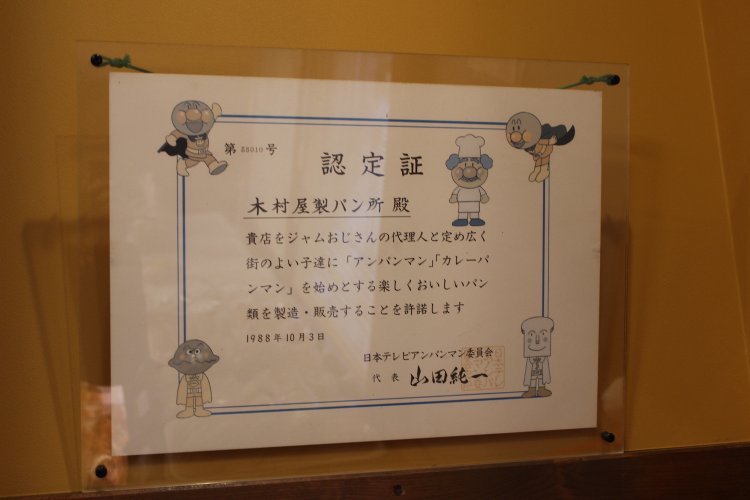 第 88010 号
認定証
木村屋製パン所 殿
貴店をジャムおじさんの代理人と定め広く
街のよい子達に「アンパンマン」「カレーパ
ンマン」を始めとする楽しくおいしいパン
類を製造・販売することを許諾します
1988年10月3日
日本テレビアンパンマン委員会
代表 山田純一